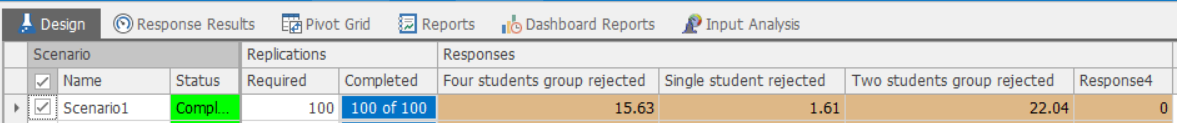 Design Response Results Pivot Grid Reports Dashboard Reports Input Analysis
Scenario Replications Responses
Name Status Required Completed Four students group rejected Single student rejected Two students group rejected Response4
Scenario1 Compl... 100 100 of 100 15.63 1.61 22.04 0